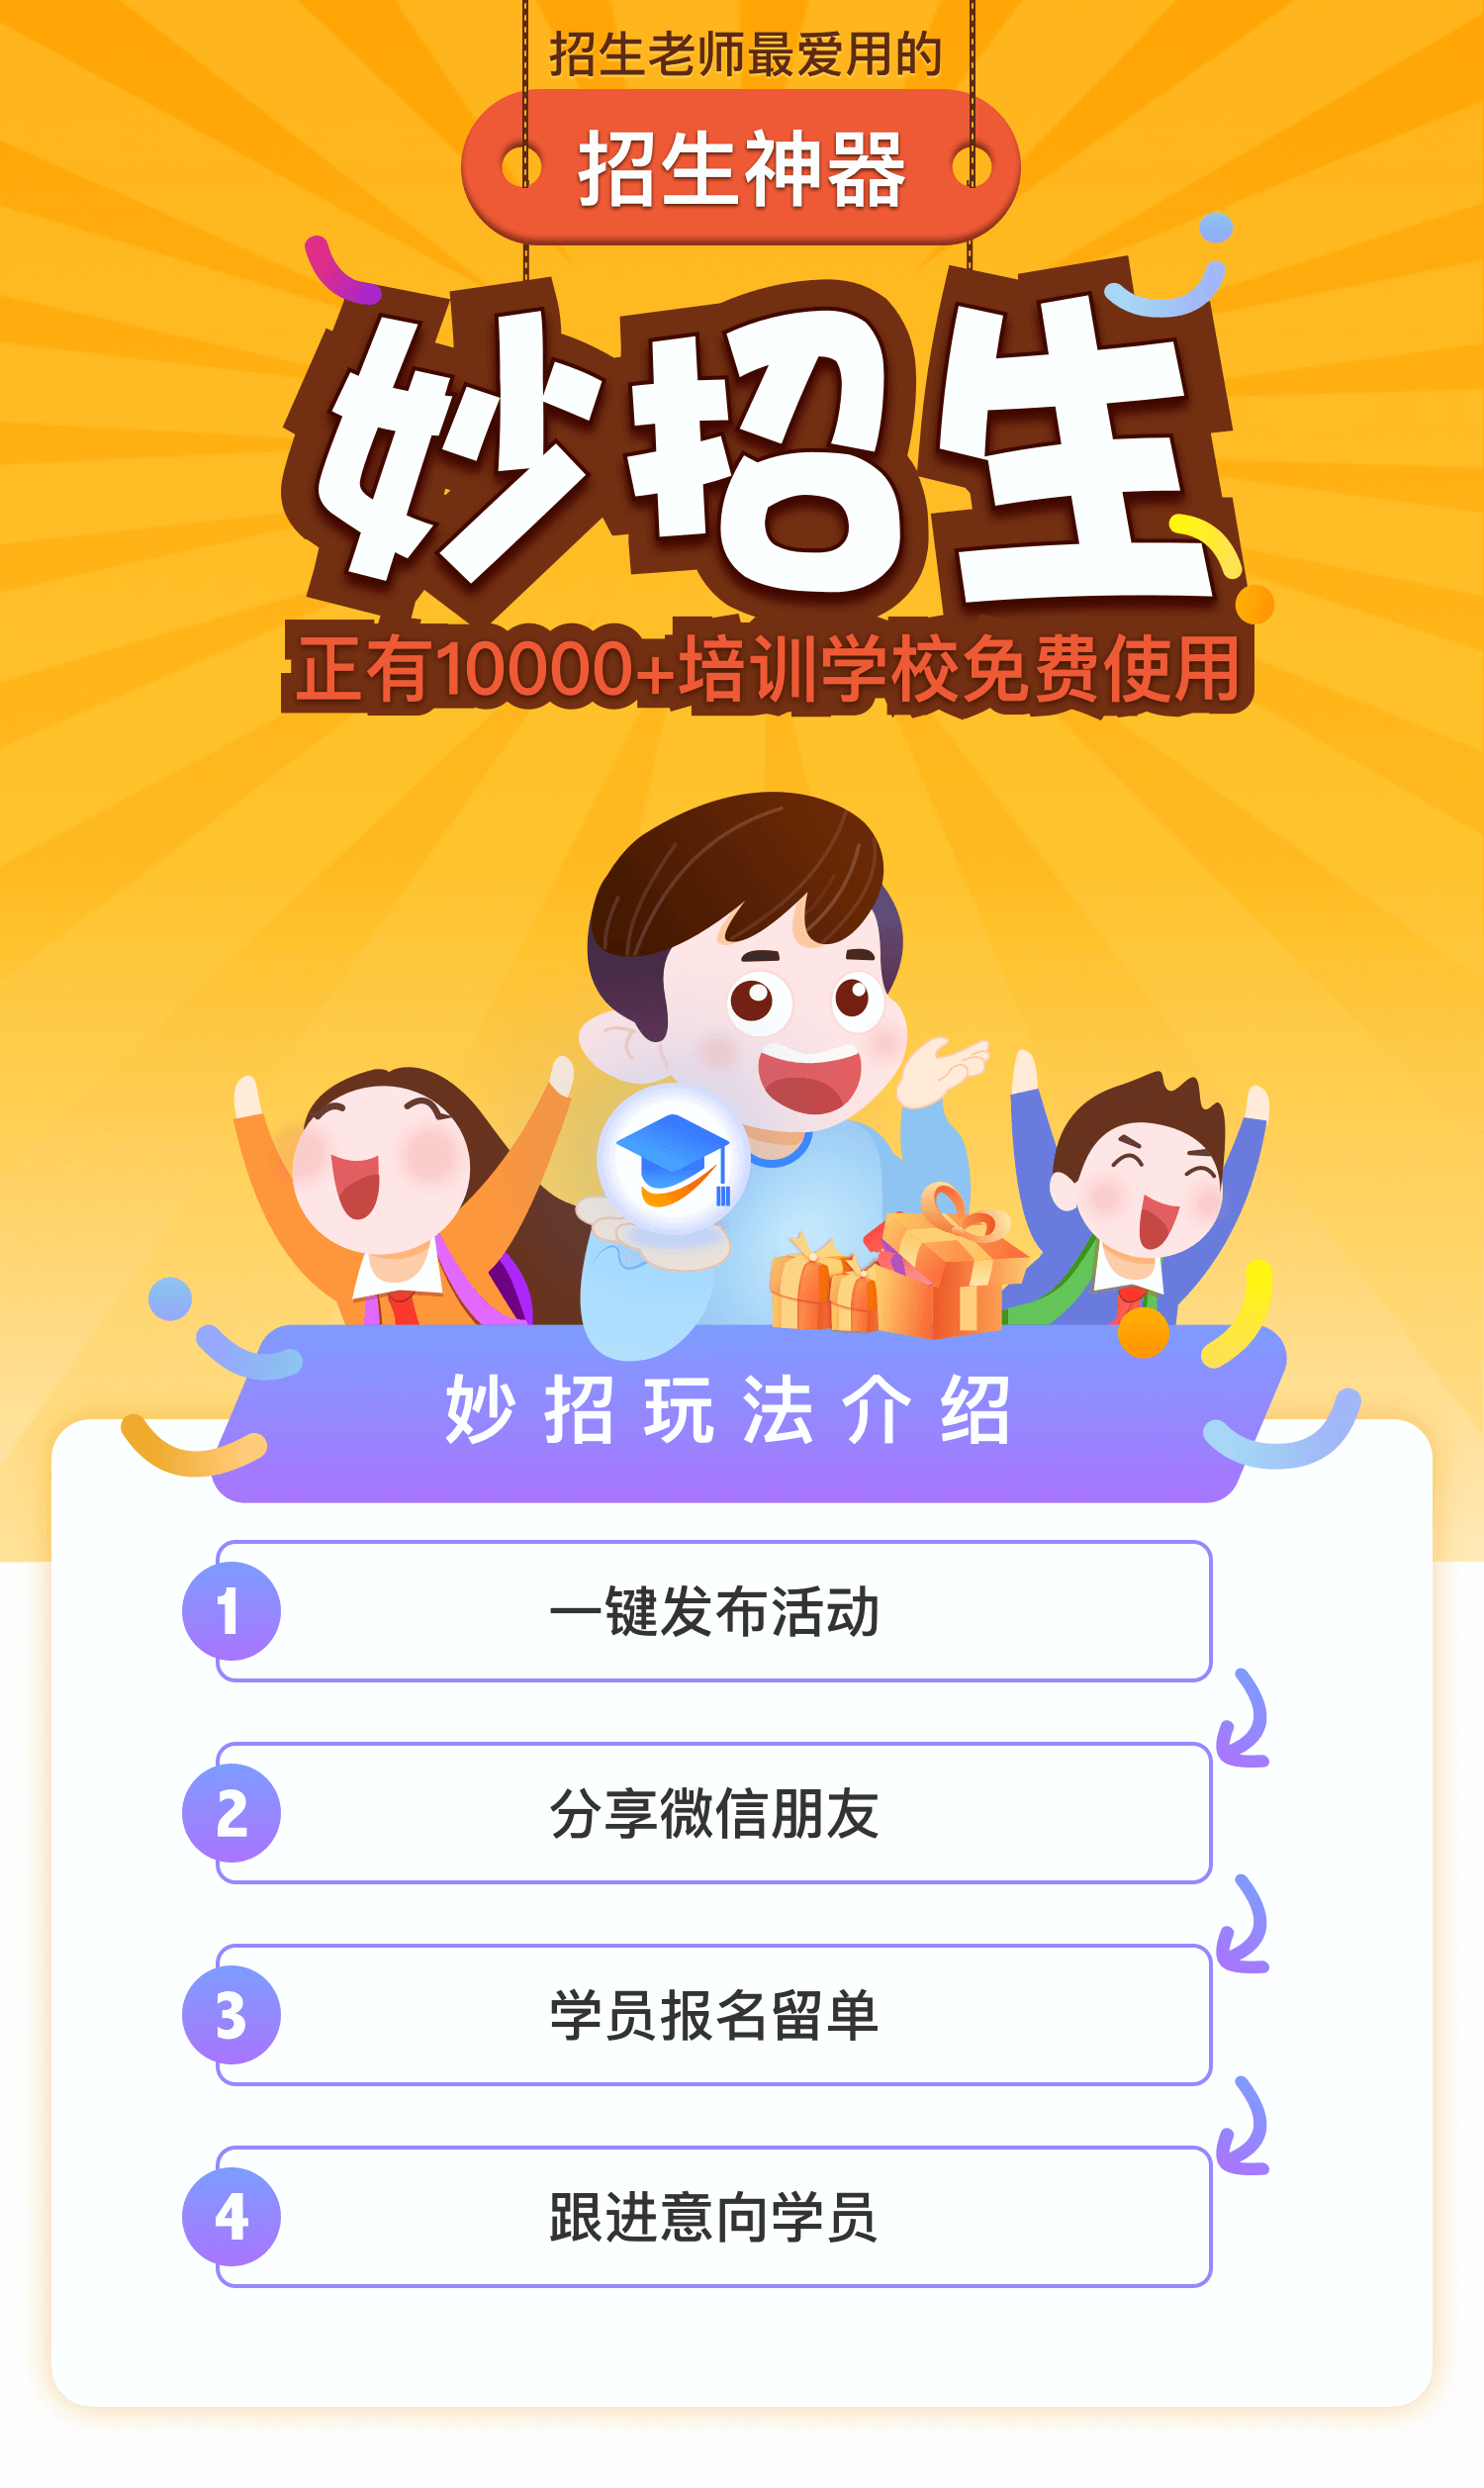 招生老师最爱用的
招生神器
妙招生
正有10000+培训学校免费使用
妙招玩法介绍
1 一键发布活动
2 分享微信朋友
3 学员报名留单
4 跟进意向学员